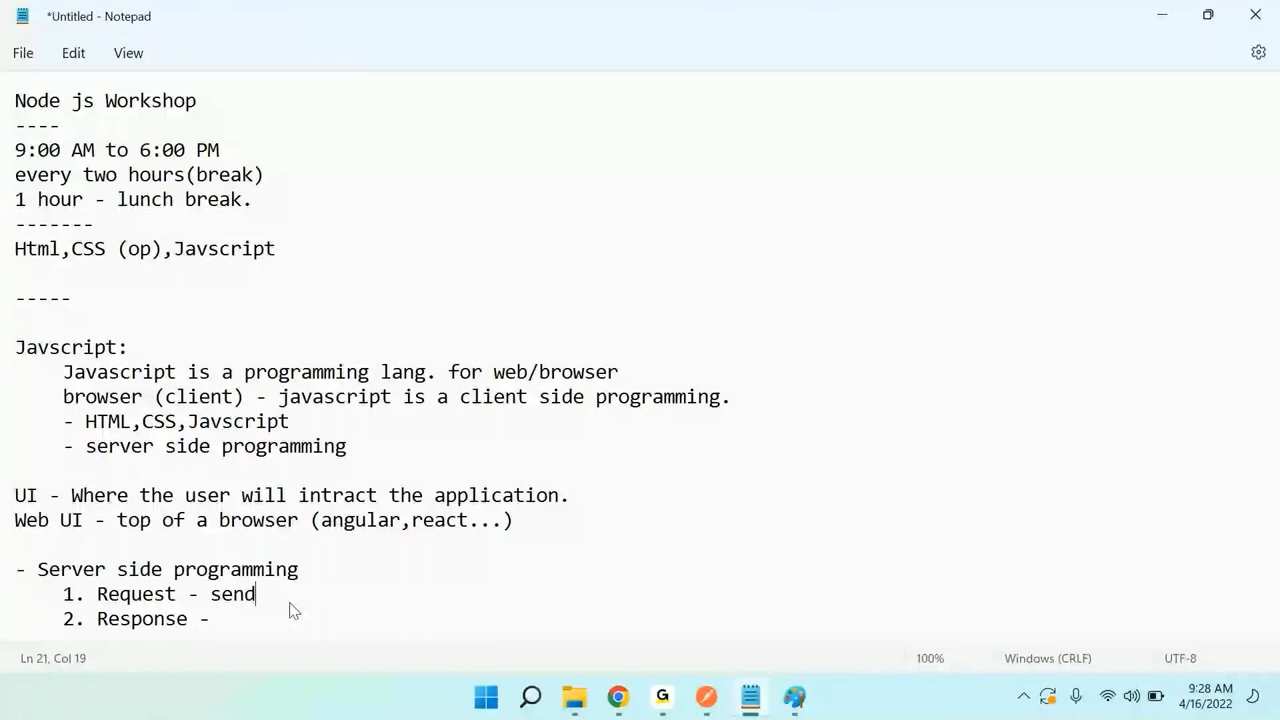 *Untitled - Notepad
File Edit View
Node js Workshop
----
9:00 AM to 6:00 PM
every two hours(break)
1 hour - lunch break.
-------
Html,CSS (op),Javscript
-----
Javscript:
Javascript is a programming lang. for web/browser
browser (client) - javascript is a client side programming.
- HTML,CSS,Javscript
- server side programming
UI - Where the user will intract the application.
Web UI - top of a browser (angular,react...)
- Server side programming
1. Request - send
2. Response -
Ln 21, Col 19 100% Windows (CRLF) UTF-8
G
9:28 AM
4/16/2022